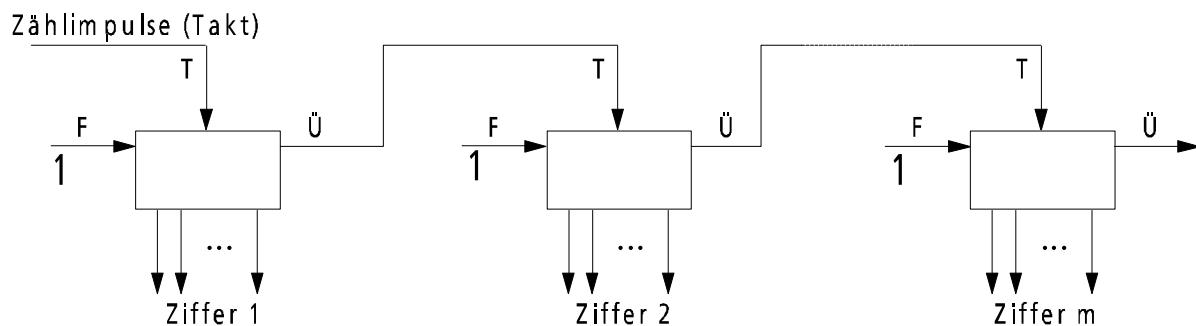 Zählimpulse (Takt)
T T T
F Ü F Ü F Ü
1 1 1
... ... ...
Ziffer 1 Ziffer 2 Ziffer m